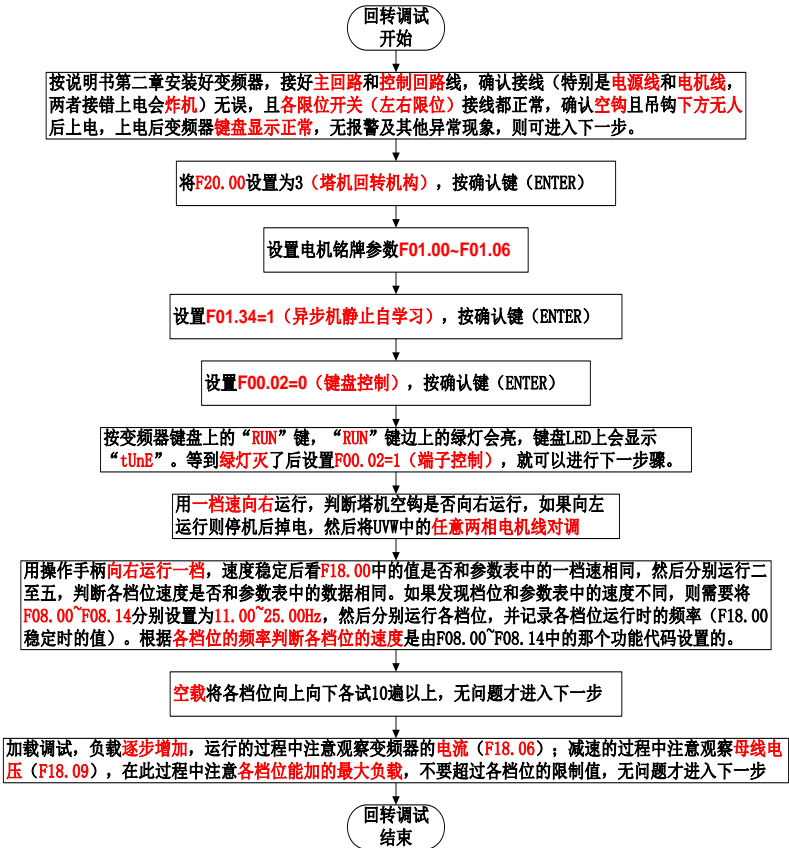 回转调试
开始
按说明书第二章安装好变频器，接好主回路和控制回路线，确认接线（特别是电源线和电机线，
两者接错上电会炸机）无误，且各限位开关（左右限位）接线都正常，确认空钩且吊钩下方无人
后上电，上电后变频器键盘显示正常，无报警及其他异常现象，则可进入下一步。
将F20.00设置为3（塔机回转机构），按确认键（ENTER）
设置电机铭牌参数F01.00~F01.06
设置F01.34=1（异步机静止自学习），按确认键（ENTER）
设置F00.02=0（键盘控制），按确认键（ENTER）
按变频器键盘上的“RUN”键，“RUN”键边上的绿灯会亮，键盘LED上会显示
“tUnE”。等到绿灯灭了后设置F00.02=1（端子控制），就可以进行下一步骤。
用一档速向右运行，判断塔机空钩是否向右运行，如果向左
运行则停机后掉电，然后将UVW中的任意两相电机线对调
用操作手柄向右运行一档，速度稳定后看F18.00中的值是否和参数表中的一档速相同，然后分别运行二
至五，判断各档位速度是否和参数表中的数据相同。如果发现档位和参数表中的速度不同，则需要将
F08.00~F08.14分别设置为11.00~25.00Hz，然后分别运行各档位，并记录各档位运行时的频率（F18.00
稳定时的值）。根据各档位的频率判断各档位的速度是由F08.00~F08.14中的那个功能代码设置的。
空载将各档位向上向下各试10遍以上，无问题才进入下一步
加载调试，负载逐步增加，运行的过程中注意观察变频器的电流（F18.06）；减速的过程中注意观察母线电
压（F18.09），在此过程中注意各档位能加的最大负载，不要超过各档位的限制值，无问题才进入下一步
回转调试
结束